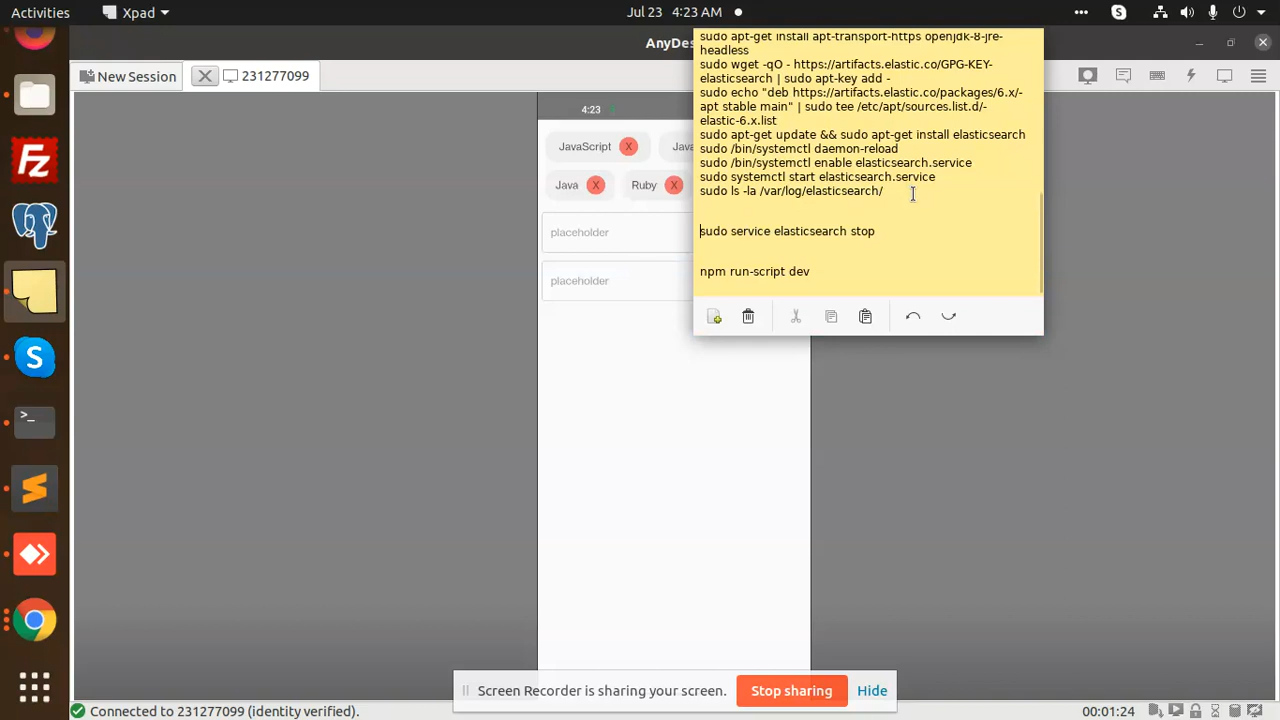 Activities
Xpad
Jul 23 4:23 AM
AnyDes
New Session
231277099
sudo apt-get install apt-transport-https openjdk-8-jre-
headless
sudo wget -qO - https://artifacts.elastic.co/GPG-KEY-
elasticsearch | sudo apt-key add -
sudo echo "deb https://artifacts.elastic.co/packages/6.x/-
apt stable main" | sudo tee /etc/apt/sources.list.d/-
elastic-6.x.list
sudo apt-get update && sudo apt-get install elasticsearch
sudo /bin/systemctl daemon-reload
sudo /bin/systemctl enable elasticsearch.service
sudo systemctl start elasticsearch.service
sudo ls -la /var/log/elasticsearch/
sudo service elasticsearch stop
npm run-script dev
4:23
JavaScript X Java
Java X Ruby X
placeholder
placeholder
Screen Recorder is sharing your screen. Stop sharing Hide
Connected to 231277099 (identity verified).
00:01:24